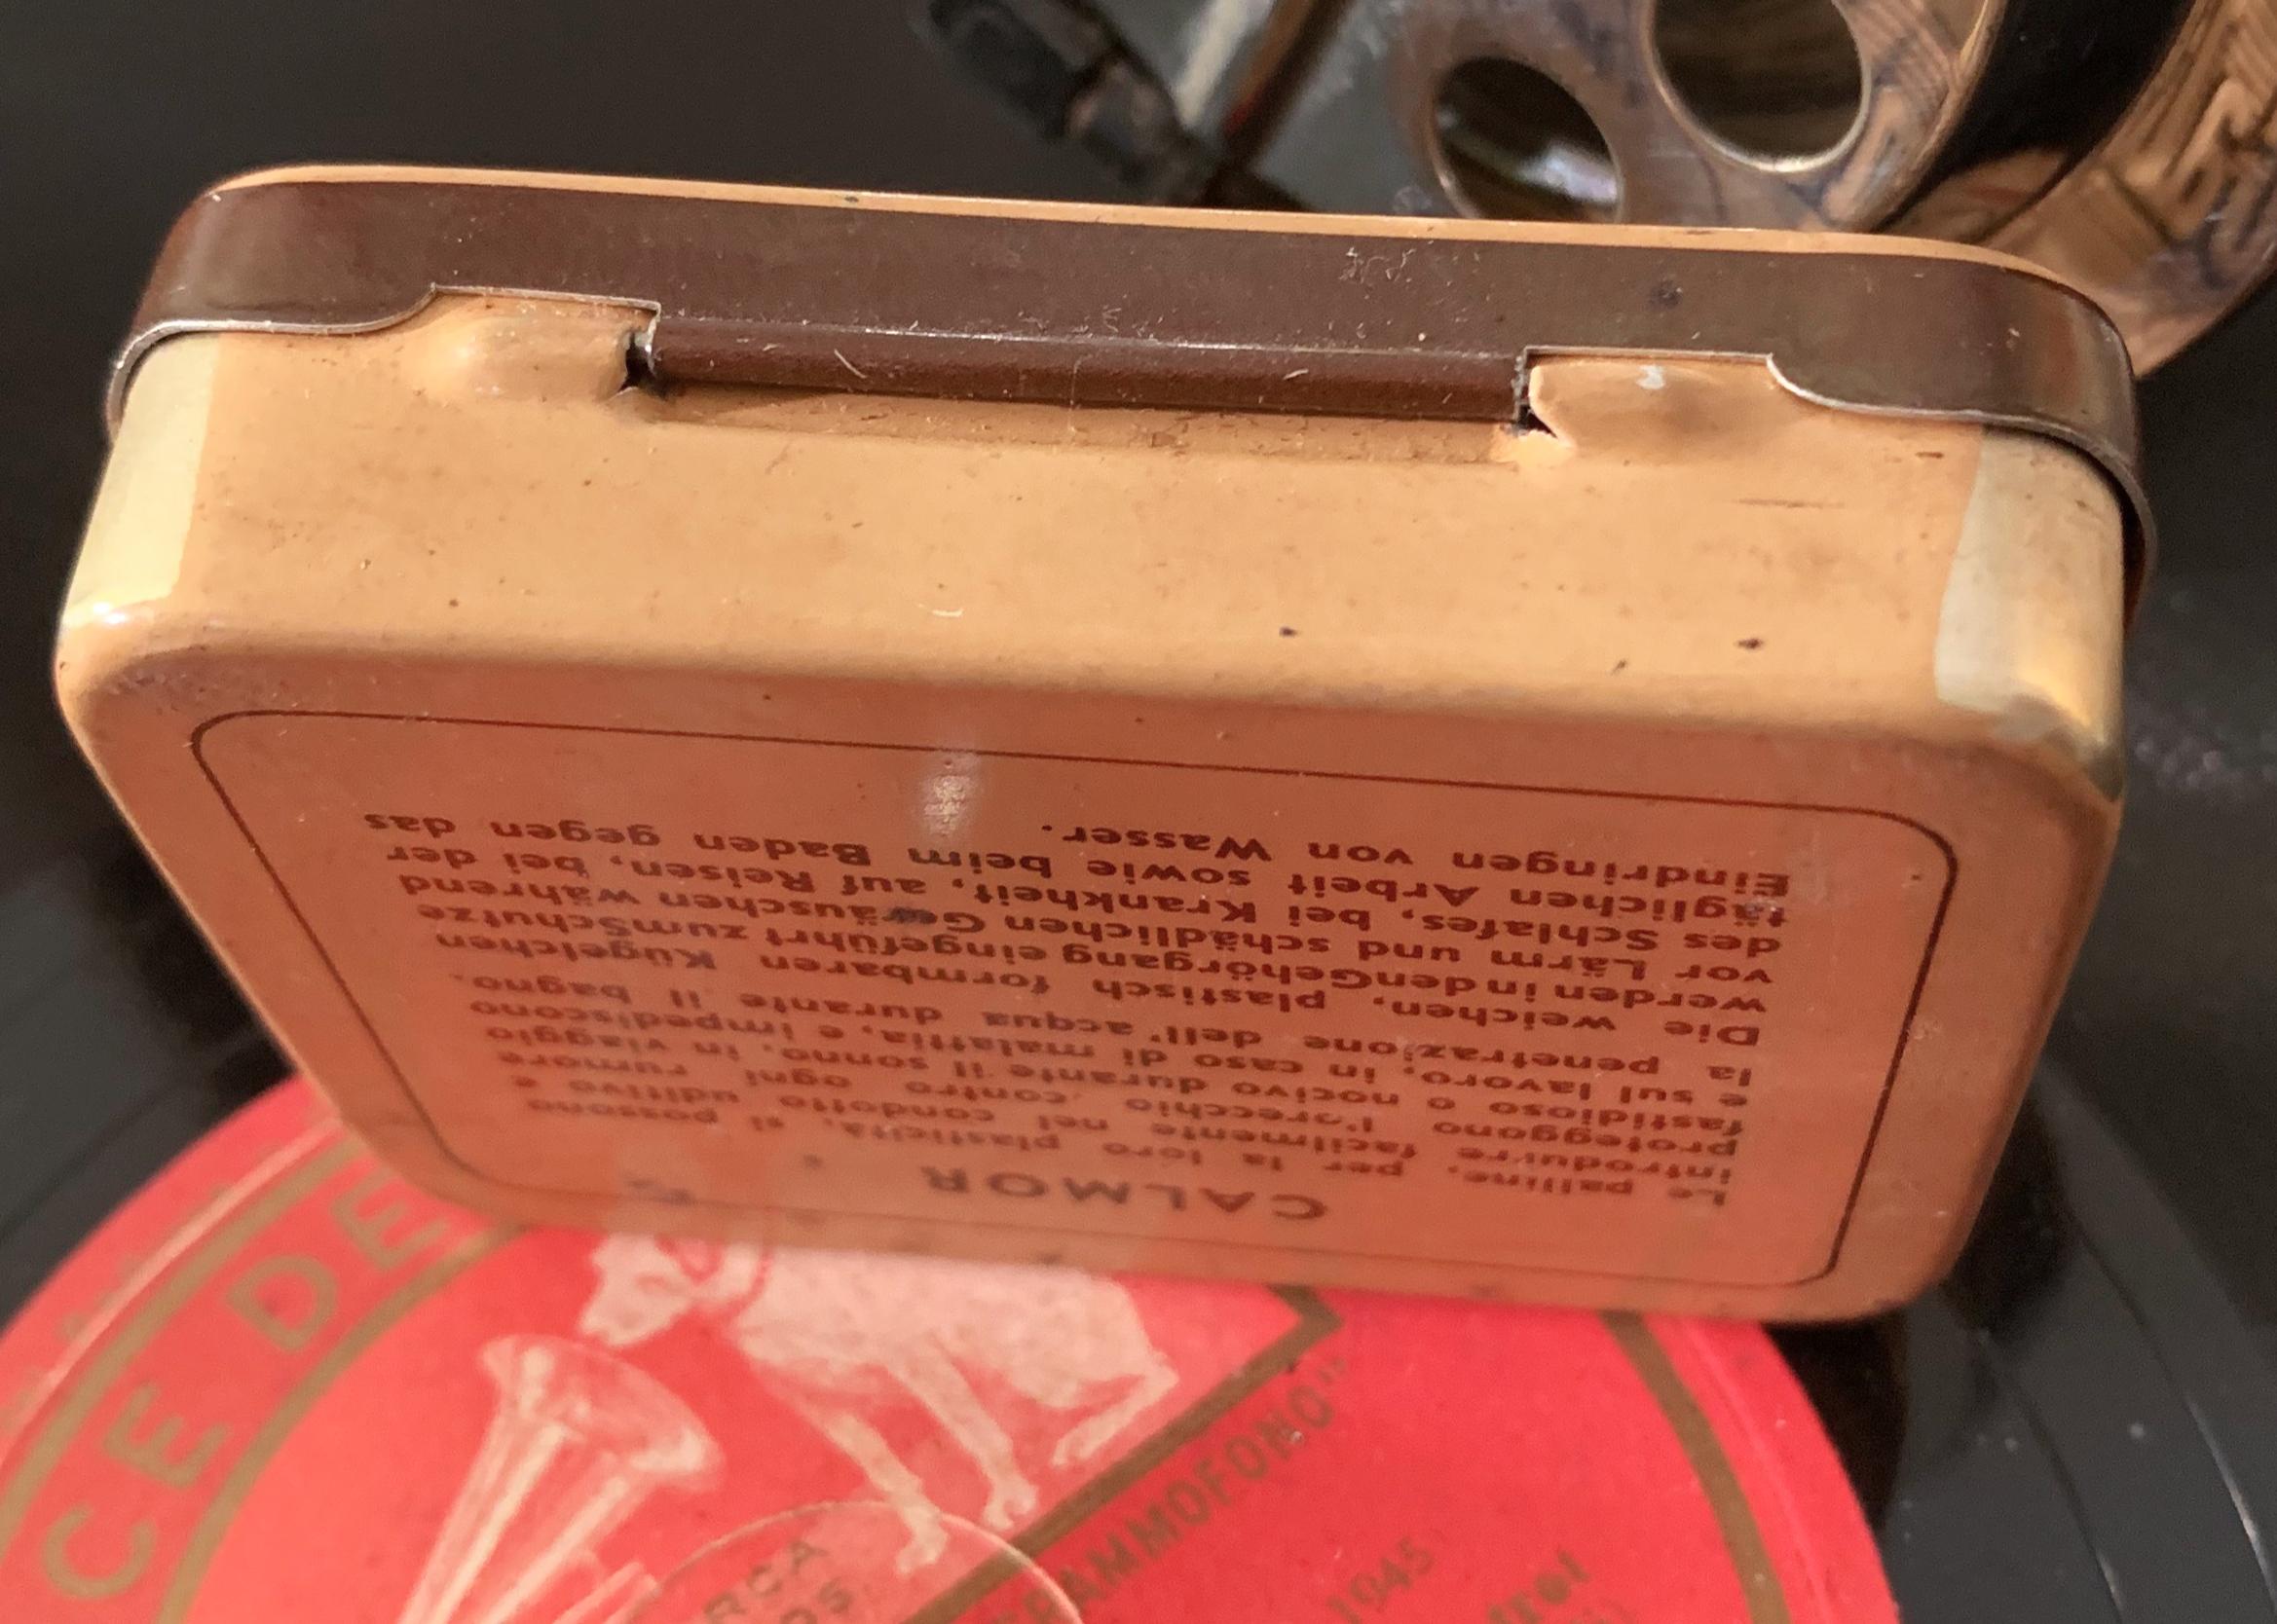 CALMOR
Le palline, per la loro plasticità, si possono
introdurre facilmente nel condotto uditivo e
proteggono l'orecchio contro ogni rumore
fastidioso o nocivo durante il sonno, in viaggio
e sul lavoro, in caso di malattia, e impediscono
la penetrazione dell'acqua durante il bagno.
Die weichen, plastisch formbaren Kügelchen
werden in den Gehörgang eingeführt zum Schutze
vor Lärm und schädlichen Geräuschen während
des Schlafes, bei Krankheit, auf Reisen, bei der
täglichen Arbeit sowie beim Baden gegen das
Eindringen von Wasser.
CE DE
RAMMOFONO"
1945